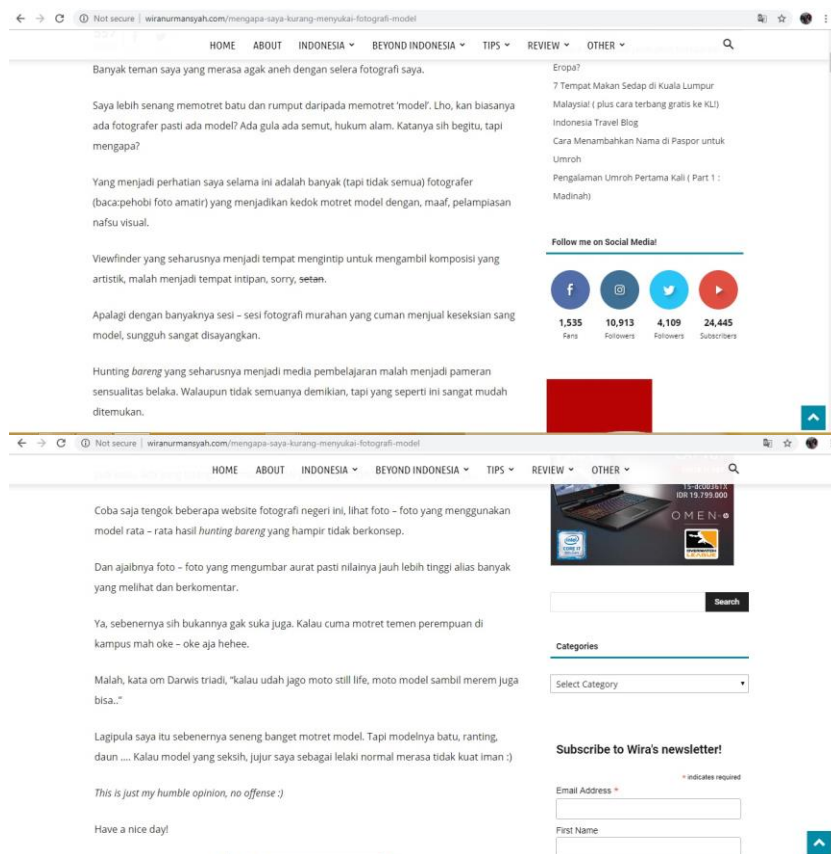 Not secure | wiranurmansyah.com/mengapa-saya-kurang-menyukai-fotografi-model
HOME ABOUT INDONESIA BEYOND INDONESIA TIPS REVIEW OTHER
Banyak teman saya yang merasa agak aneh dengan selera fotografi saya.
Saya lebih senang memotret batu dan rumput daripada memotret ‘model’. Lho, kan biasanya
ada fotografer pasti ada model? Ada gula ada semut, hukum alam. Katanya sih begitu, tapi
mengapa?
Yang menjadi perhatian saya selama ini adalah banyak (tapi tidak semua) fotografer
(baca:pehobi foto amatir) yang menjadikan kedok motret model dengan, maaf, pelampiasan
nafsu visual.
Viewfinder yang seharusnya menjadi tempat mengintip untuk mengambil komposisi yang
artistik, malah menjadi tempat intipan, sorry, setan.
Apalagi dengan banyaknya sesi – sesi fotografi murahan yang cuman menjual keseksian sang
model, sungguh sangat disayangkan.
Hunting bareng yang seharusnya menjadi media pembelajaran malah menjadi pameran
sensualitas belaka. Walaupun tidak semuanya demikian, tapi yang seperti ini sangat mudah
ditemukan.
Eropa?
7 Tempat Makan Sedap di Kuala Lumpur
Malaysia! ( plus cara terbang gratis ke KL!)
Indonesia Travel Blog
Cara Menambahkan Nama di Paspor untuk
Umroh
Pengalaman Umroh Pertama Kali ( Part 1 :
Madinah)
Follow me on Social Media!
1,535 10,913 4,109 24,445
Fans Followers Followers Subscribers
Not secure | wiranurmansyah.com/mengapa-saya-kurang-menyukai-fotografi-model
HOME ABOUT INDONESIA BEYOND INDONESIA TIPS REVIEW OTHER
Coba saja tengok beberapa website fotografi negeri ini, lihat foto – foto yang menggunakan
model rata – rata hasil hunting bareng yang hampir tidak berkonsep.
Dan ajaibnya foto – foto yang mengumbar aurat pasti nilainya jauh lebih tinggi alias banyak
yang melihat dan berkomentar.
Ya, sebenernya sih bukannya gak suka juga. Kalau cuma motret temen perempuan di
kampus mah oke – oke aja hehee.
Malah, kata om Darwis triadi, “kalau udah jago moto still life, moto model sambil merem juga
bisa..”
Lagipula saya itu sebenernya seneng banget motret model. Tapi modelnya batu, ranting,
daun .... Kalau model yang seksih, jujur saya sebagai lelaki normal merasa tidak kuat iman :)
This is just my humble opinion, no offense :)
Have a nice day!
15-dc0036TX
IDR 19.799.000
OMEN
CORE i7
OVERWATCH
LEAGUE
Search
Categories
Select Category
Subscribe to Wira's newsletter!
* indicates required
Email Address *
First Name